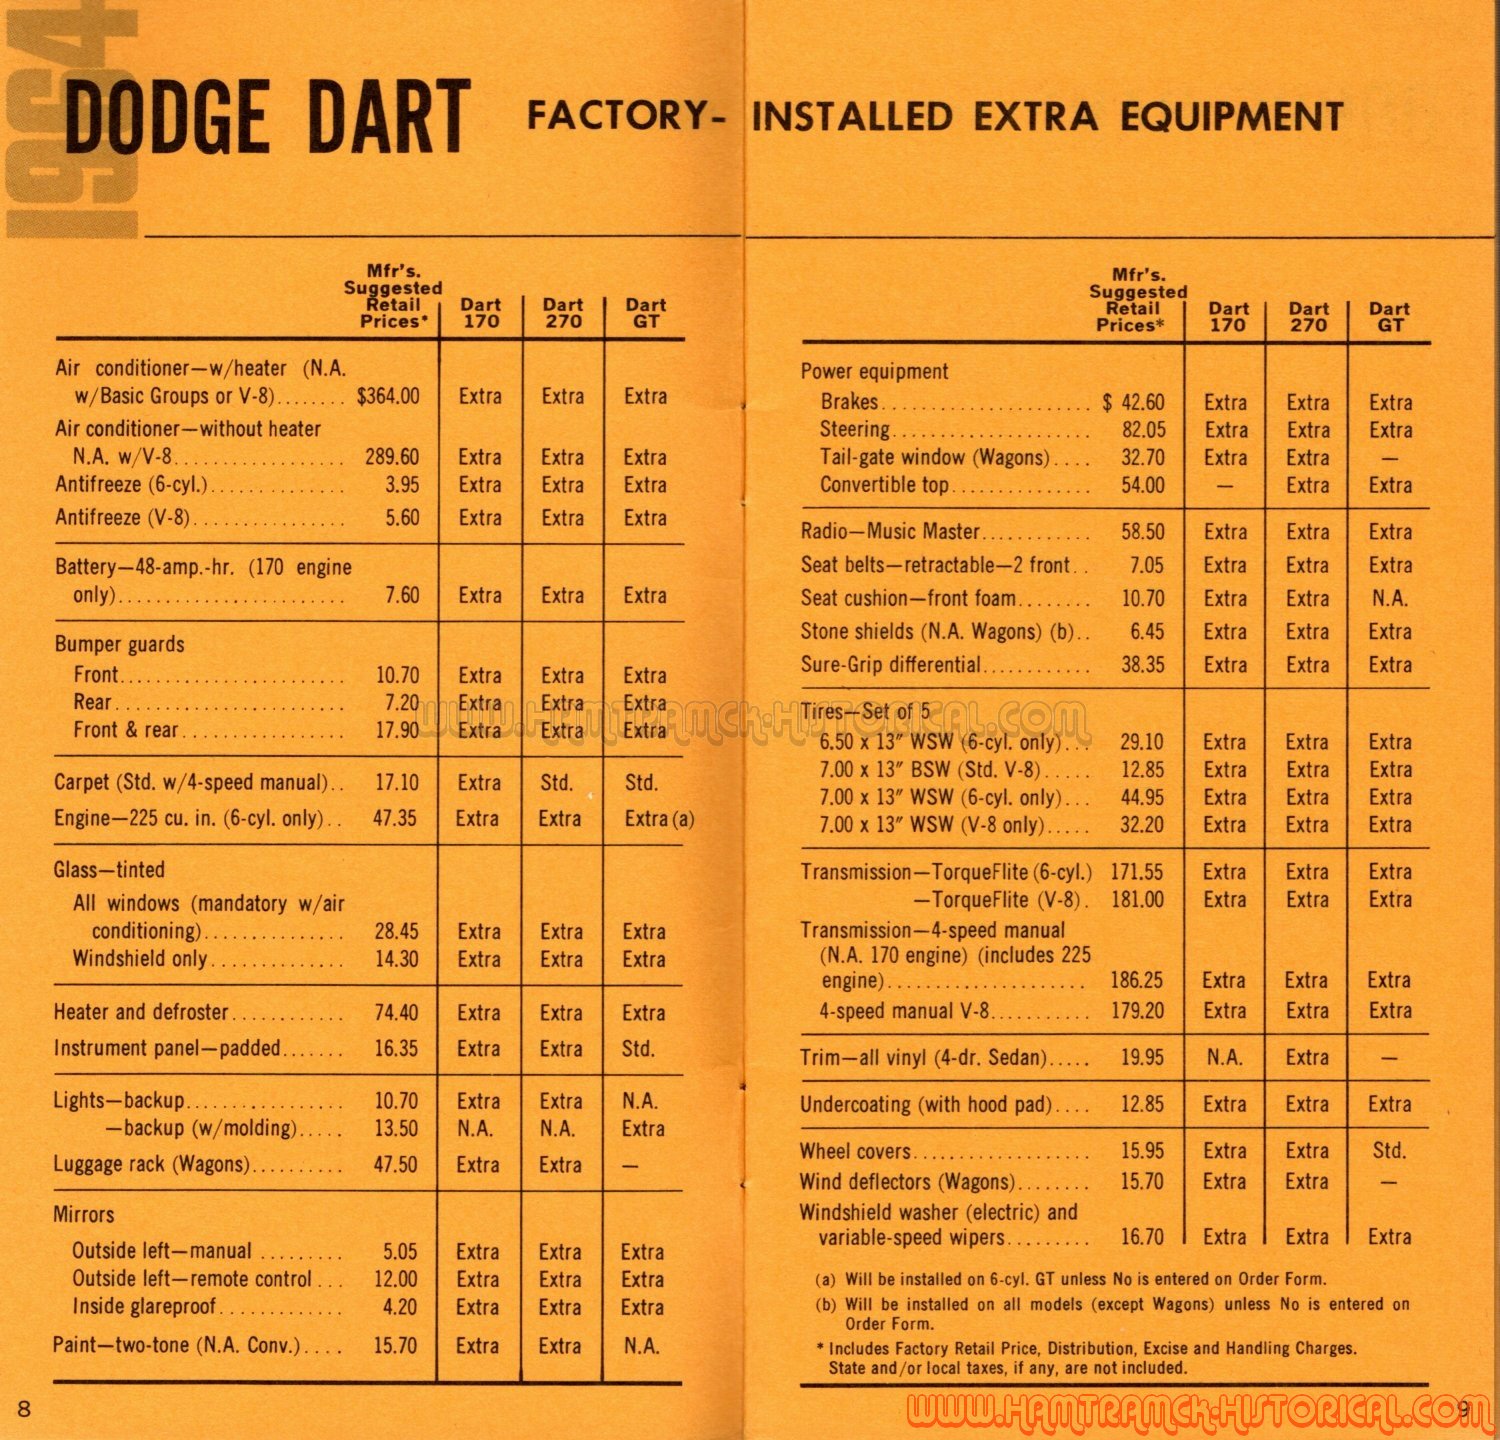 1964
DODGE DART FACTORY- INSTALLED EXTRA EQUIPMENT
Mfr's.
Suggested
Retail Dart Dart Dart
Prices* 170 270 GT
Air conditioner—w/heater (N.A.
w/Basic Groups or V-8)........ $364.00 Extra Extra Extra
Air conditioner—without heater
N.A. w/V-8.................. 289.60 Extra Extra Extra
Antifreeze (6-cyl.)............... 3.95 Extra Extra Extra
Antifreeze (V-8)................. 5.60 Extra Extra Extra
Battery—48-amp.-hr. (170 engine
only)......................... 7.60 Extra Extra Extra
Bumper guards
Front......................... 10.70 Extra Extra Extra
Rear.......................... 7.20 Extra Extra Extra
Front & rear.................. 17.90 Extra Extra Extra
Carpet (Std. w/4-speed manual).. 17.10 Extra Std. Std.
Engine—225 cu. in. (6-cyl. only).. 47.35 Extra Extra Extra (a)
Glass—tinted
All windows (mandatory w/air
conditioning)............... 28.45 Extra Extra Extra
Windshield only.............. 14.30 Extra Extra Extra
Heater and defroster............ 74.40 Extra Extra Extra
Instrument panel—padded....... 16.35 Extra Extra Std.
Lights—backup................. 10.70 Extra Extra N.A.
—backup (w/molding)..... 13.50 N.A. N.A. Extra
Luggage rack (Wagons).......... 47.50 Extra Extra —
Mirrors
Outside left—manual ......... 5.05 Extra Extra Extra
Outside left—remote control ... 12.00 Extra Extra Extra
Inside glareproof............. 4.20 Extra Extra Extra
Paint—two-tone (N.A. Conv.).... 15.70 Extra Extra N.A.
8
Mfr's.
Suggested
Retail Dart Dart Dart
Prices* 170 270 GT
Power equipment
Brakes....................... $ 42.60 Extra Extra Extra
Steering..................... 82.05 Extra Extra Extra
Tail-gate window (Wagons).... 32.70 Extra Extra —
Convertible top............... 54.00 — Extra Extra
Radio—Music Master............ 58.50 Extra Extra Extra
Seat belts—retractable—2 front.. 7.05 Extra Extra Extra
Seat cushion—front foam........ 10.70 Extra Extra N.A.
Stone shields (N.A. Wagons) (b).. 6.45 Extra Extra Extra
Sure-Grip differential............ 38.35 Extra Extra Extra
Tires—Set of 5
6.50 x 13" WSW (6-cyl. only)... 29.10 Extra Extra Extra
7.00 x 13" BSW (Std. V-8)..... 12.85 Extra Extra Extra
7.00 x 13" WSW (6-cyl. only)... 44.95 Extra Extra Extra
7.00 x 13" WSW (V-8 only)..... 32.20 Extra Extra Extra
Transmission—TorqueFlite (6-cyl.) 171.55 Extra Extra Extra
—TorqueFlite (V-8). 181.00 Extra Extra Extra
Transmission—4-speed manual
(N.A. 170 engine) (includes 225
engine)..................... 186.25 Extra Extra Extra
4-speed manual V-8........... 179.20 Extra Extra Extra
Trim—all vinyl (4-dr. Sedan)..... 19.95 N.A. Extra —
Undercoating (with hood pad).... 12.85 Extra Extra Extra
Wheel covers................... 15.95 Extra Extra Std.
Wind deflectors (Wagons)........ 15.70 Extra Extra —
Windshield washer (electric) and
variable-speed wipers......... 16.70 Extra Extra Extra
(a) Will be installed on 6-cyl. GT unless No is entered on Order Form.
(b) Will be installed on all models (except Wagons) unless No is entered on
Order Form.
* Includes Factory Retail Price, Distribution, Excise and Handling Charges.
State and/or local taxes, if any, are not included.
9
www.Hamtramck-Historical.com
www.Hamtramck-Historical.com